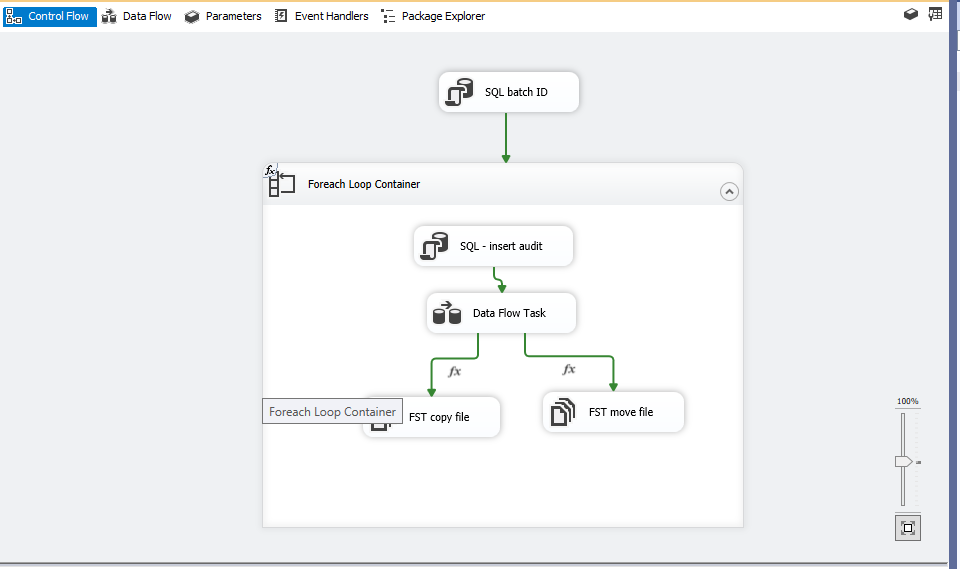 Control Flow
Data Flow
Parameters
Event Handlers
Package Explorer
SQL batch ID
fx
Foreach Loop Container
SQL - insert audit
Data Flow Task
fx
fx
Foreach Loop Container
FST copy file
FST move file
100%